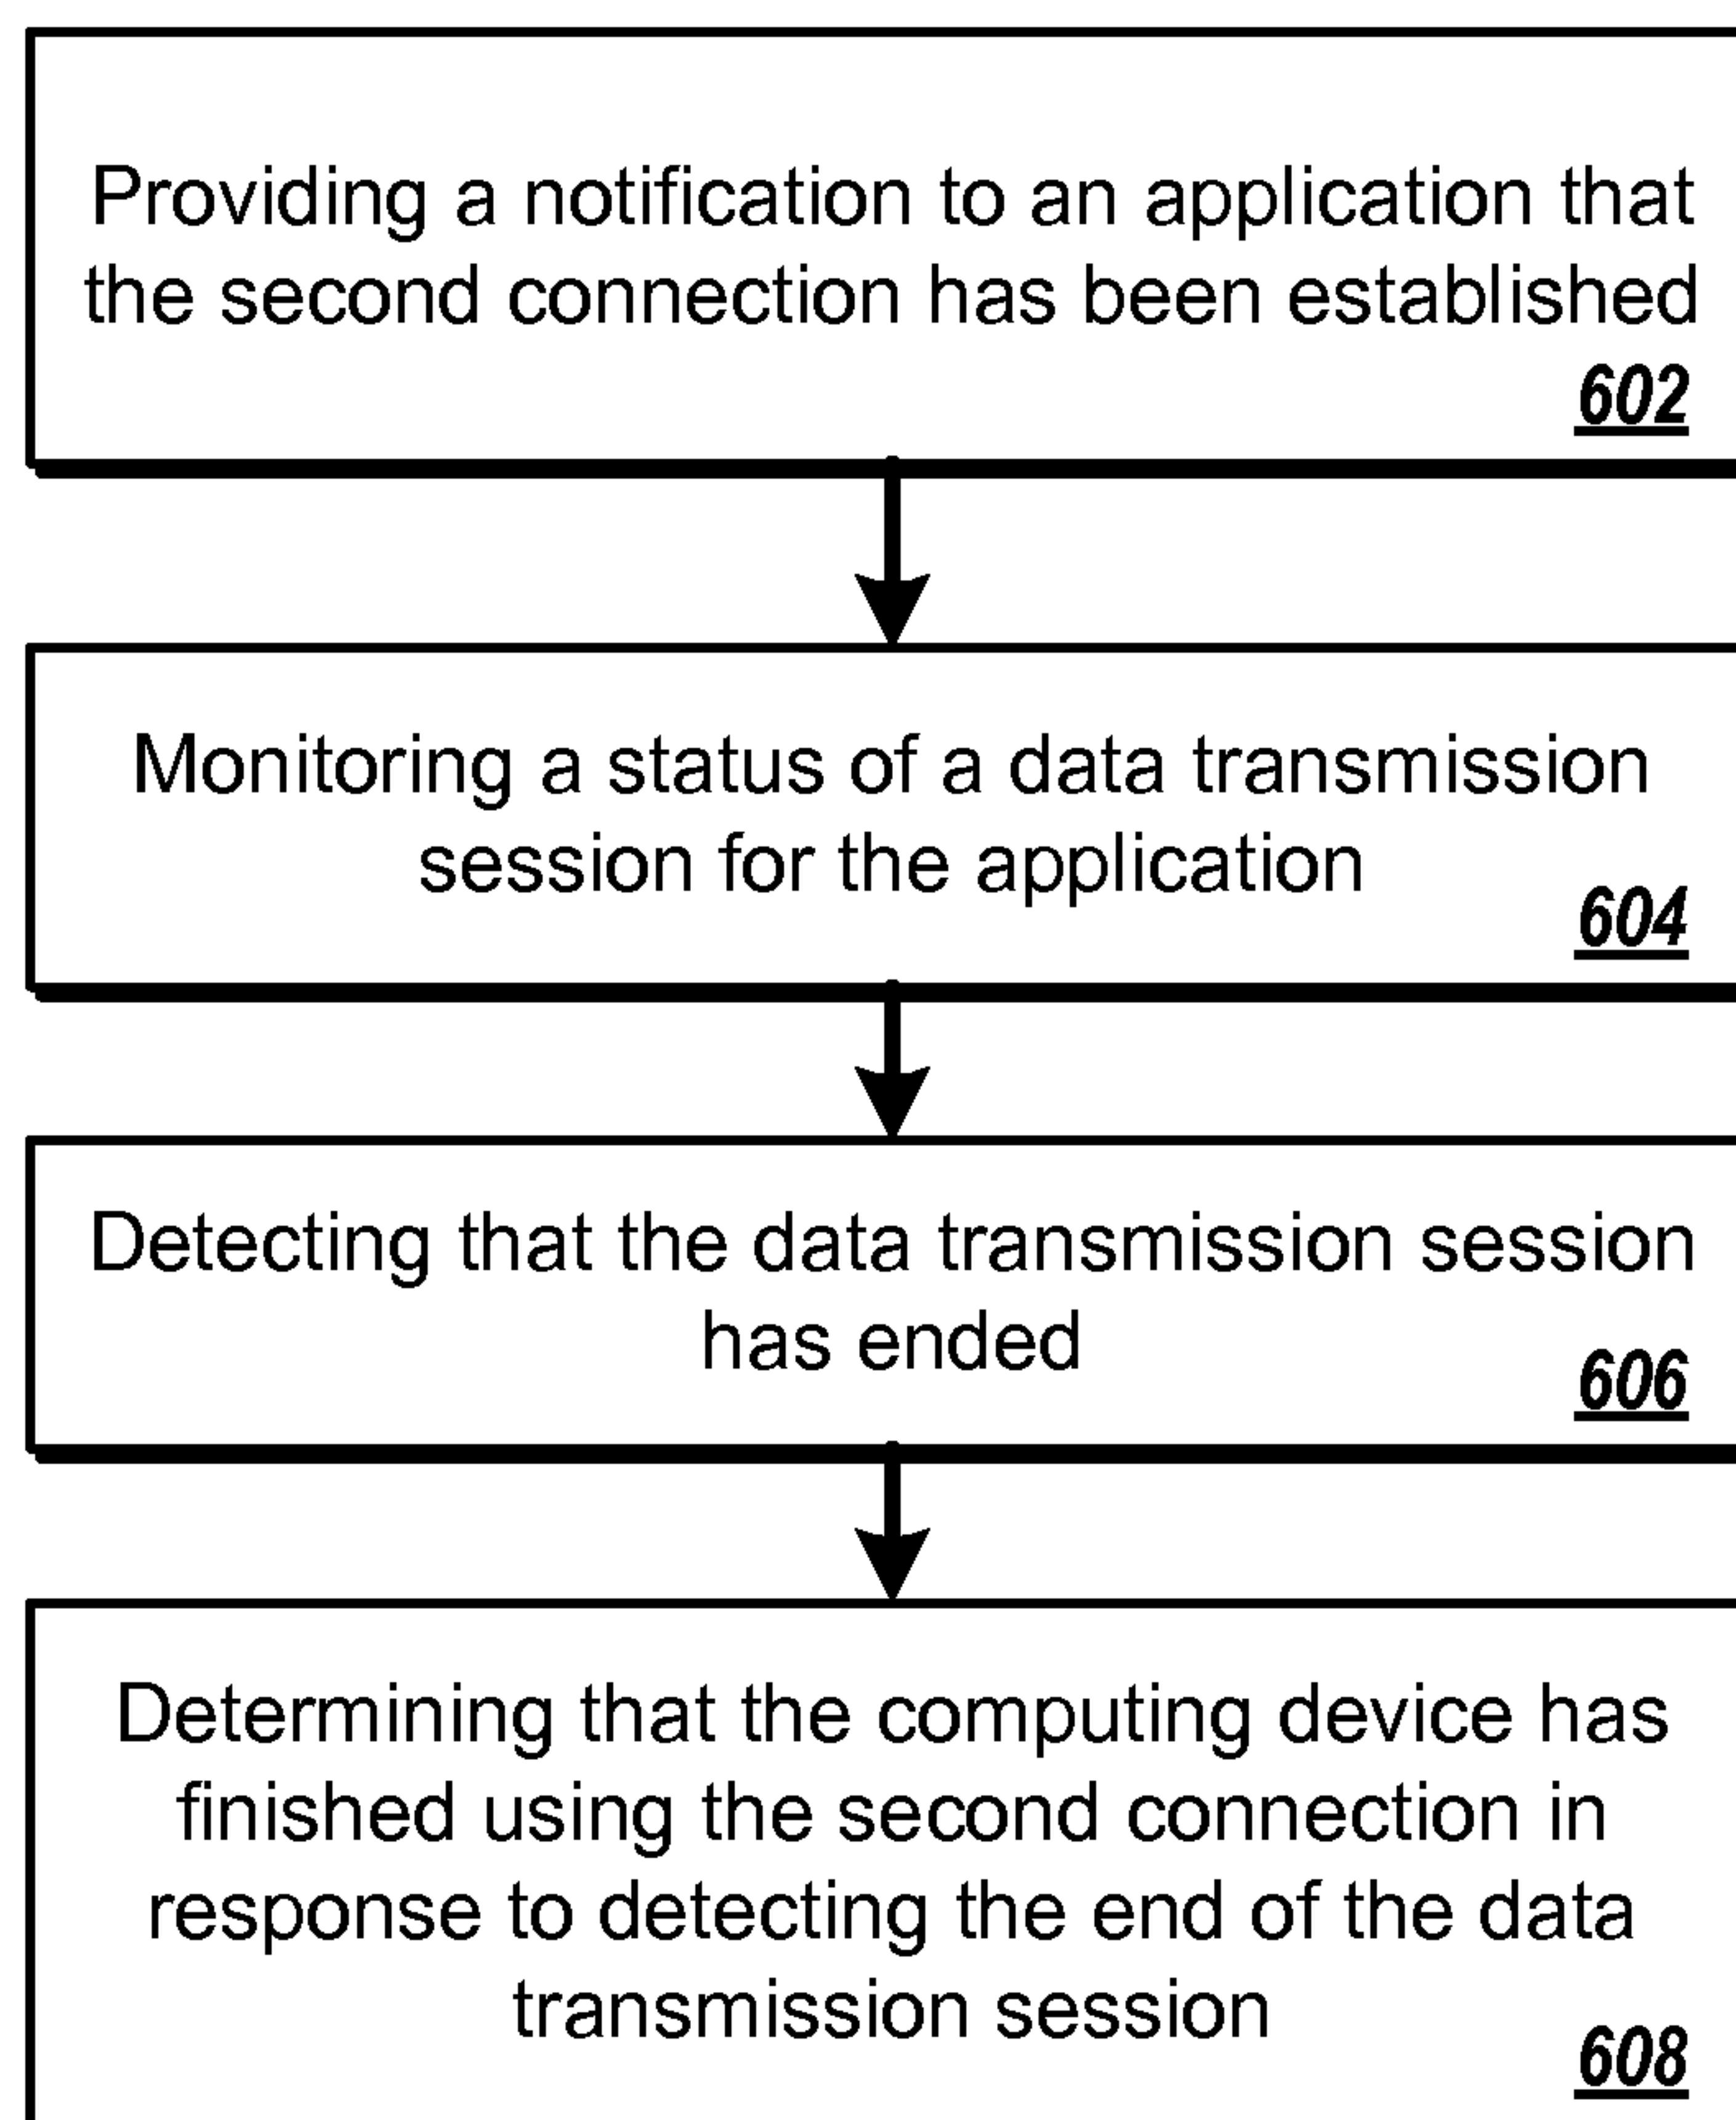 Providing a notification to an application that
the second connection has been established
602
Monitoring a status of a data transmission
session for the application
604
Detecting that the data transmission session
has ended
606
Determining that the computing device has
finished using the second connection in
response to detecting the end of the data
transmission session
608